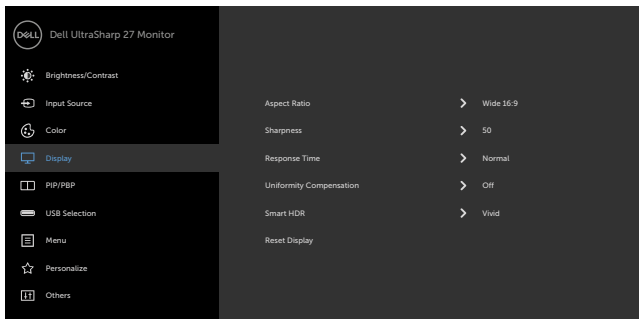 DELL Dell UltraSharp 27 Monitor
Brightness/Contrast
Input Source
Aspect Ratio Wide 16:9
Color
Sharpness 50
Display
Response Time Normal
PIP/PBP
Uniformity Compensation Off
USB Selection
Smart HDR Vivid
Menu
Reset Display
Personalize
Others